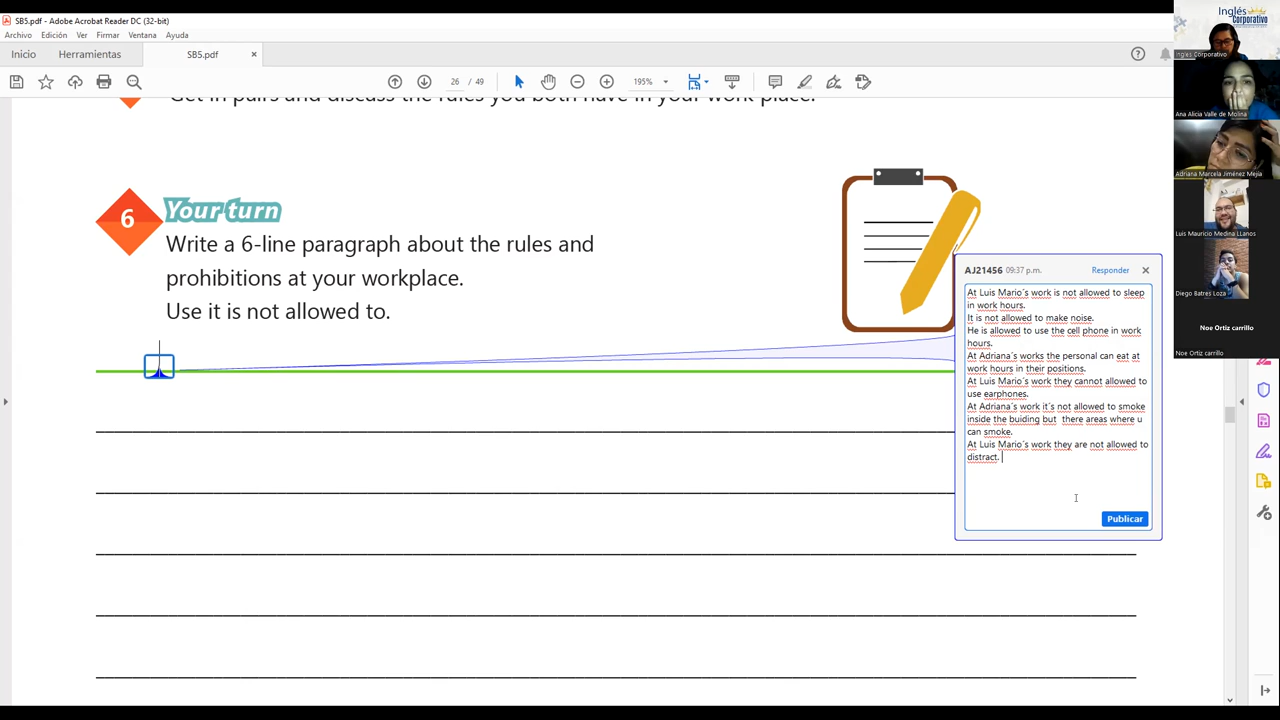 SB5.pdf - Adobe Acrobat Reader DC (32-bit)
Archivo Edición Ver Firmar Ventana Ayuda
Inicio Herramientas SB5.pdf ×
26 / 49 195%
Get in pairs and discuss the rules you both have in your work place.
6 Your turn
Write a 6-line paragraph about the rules and
prohibitions at your workplace.
Use it is not allowed to.
AJ21456 09:37 p.m. Responder
At Luis Mario´s work is not allowed to sleep
in work hours.
It is not allowed to make noise.
He is allowed to use the cell phone in work
hours.
At Adriana´s works the personal can eat at
work hours in their positions.
At Luis Mario´s work they cannot allowed to
use earphones.
At Adriana´s work it´s not allowed to smoke
inside the buiding but there areas where u
can smoke.
At Luis Mario´s work they are not allowed to
distract.
Publicar
Inglés
Corporativo
Inglés Corporativo
Ana Alicia Valle de Molina
Adriana Marcela Jiménez Mejía
Luis Mauricio Medina LLanos
Diego Batres Loza
Noe Ortiz carrillo
Noe Ortiz carrillo